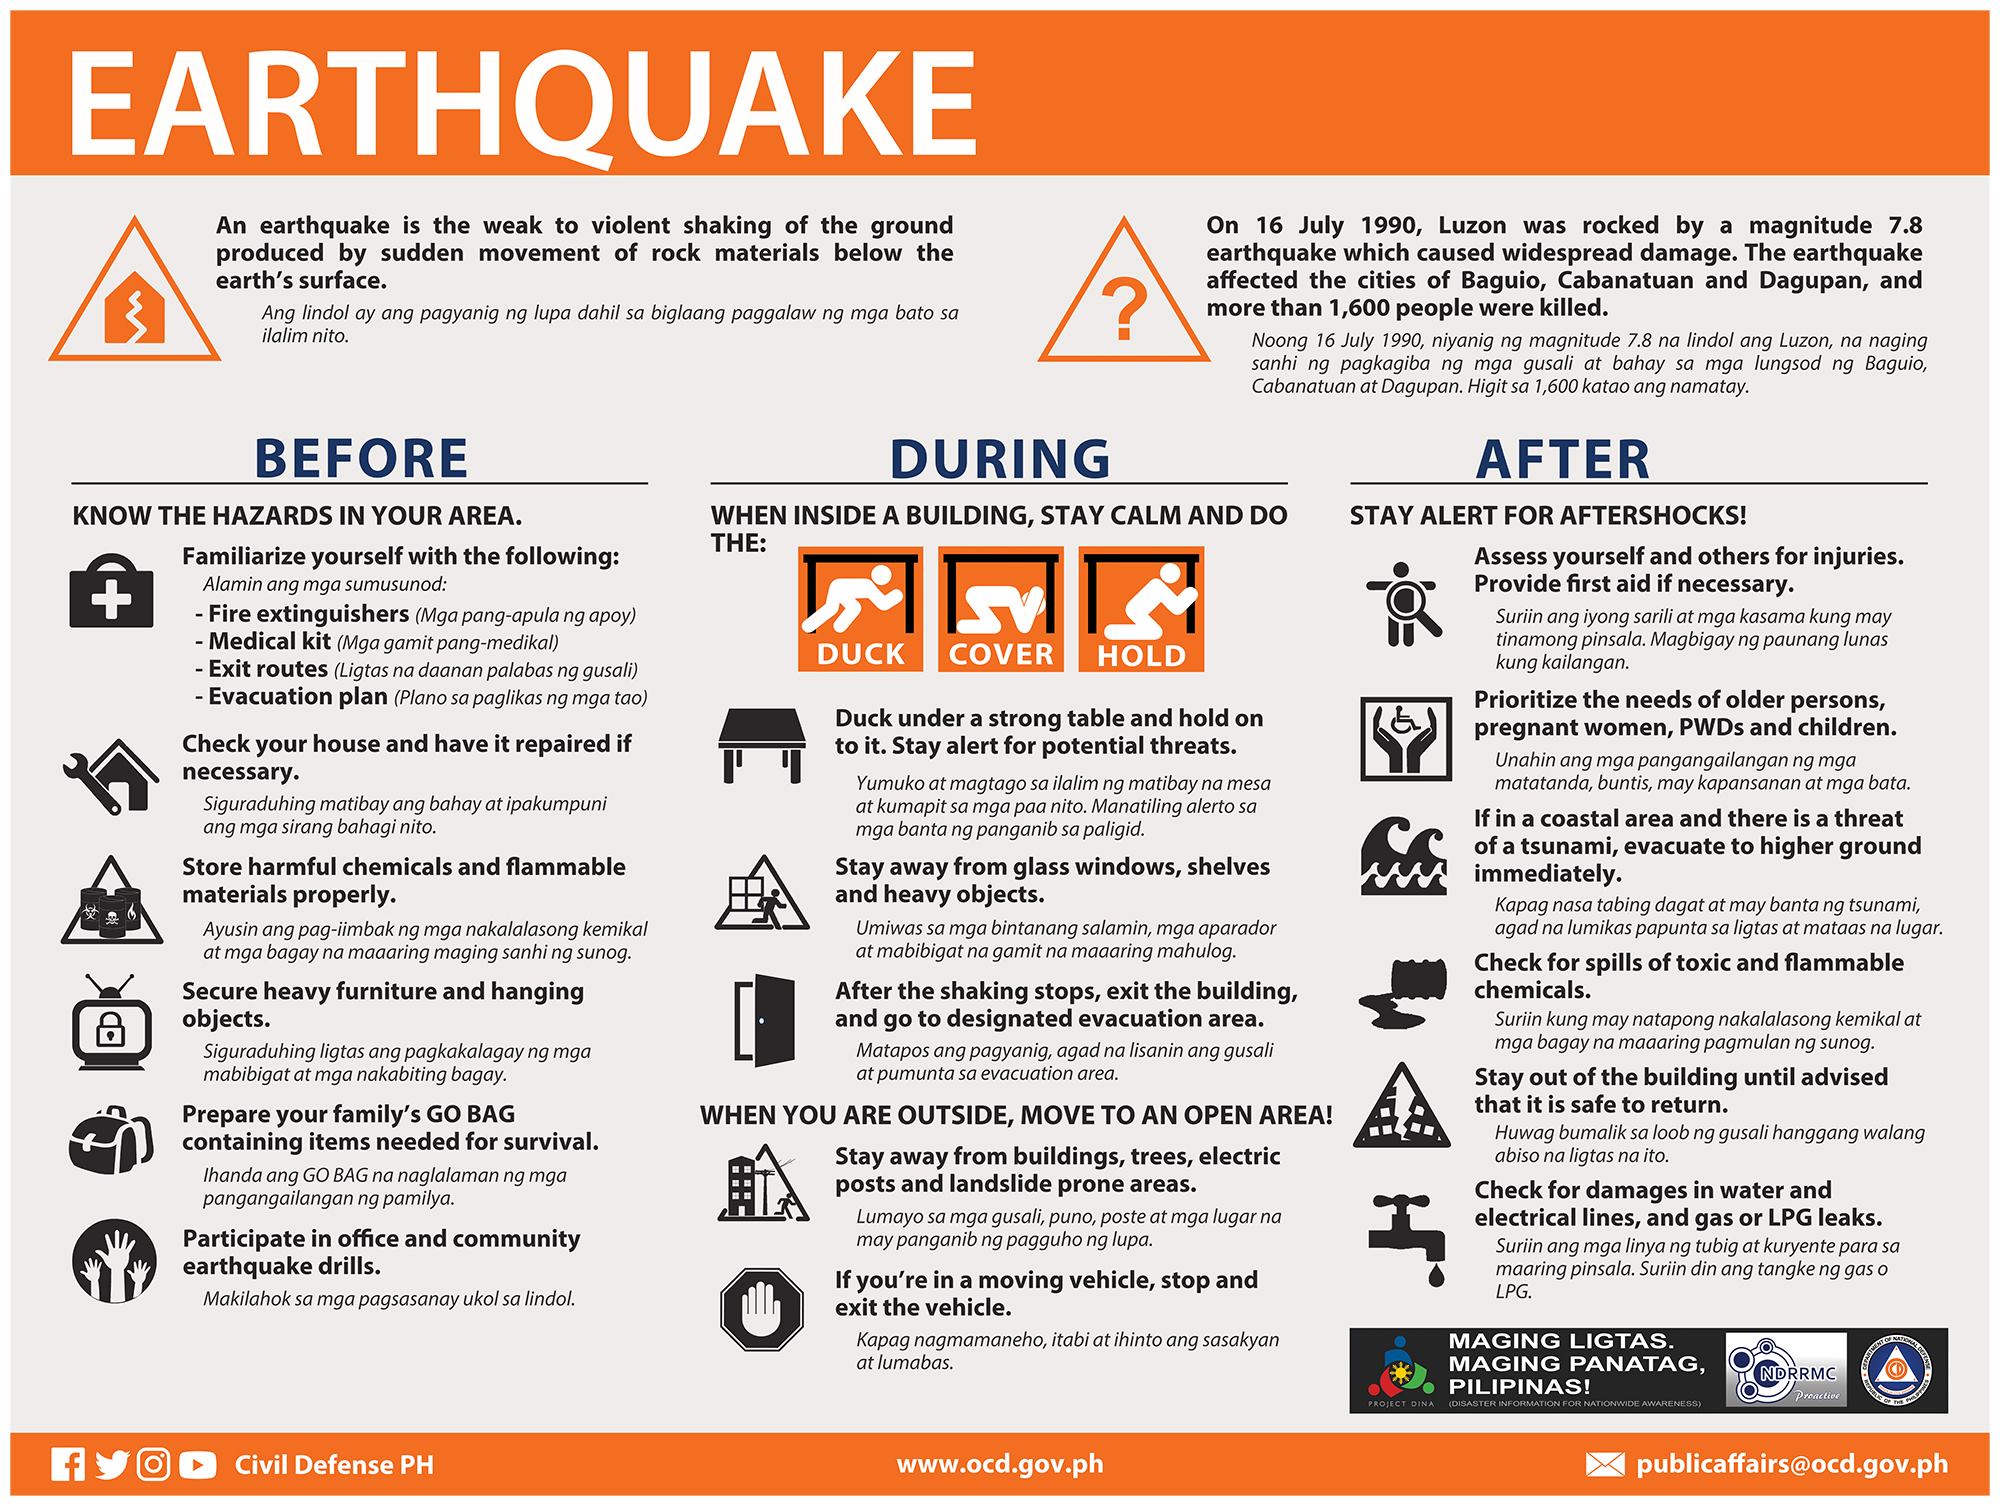 EARTHQUAKE
An earthquake is the weak to violent shaking of the ground
produced by sudden movement of rock materials below the
earth's surface.
Ang lindol ay ang pagyanig ng lupa dahil sa biglaang paggalaw ng mga bato sa
ilalim nito.
?
On 16 July 1990, Luzon was rocked by a magnitude 7.8
earthquake which caused widespread damage. The earthquake
affected the cities of Baguio, Cabanatuan and Dagupan, and
more than 1,600 people were killed.
Noong 16 July 1990, niyanig ng magnitude 7.8 na lindol ang Luzon, na naging
sanhi ng pagkagiba ng mga gusali at bahay sa mga lungsod ng Baguio,
Cabanatuan at Dagupan. Higit sa 1,600 katao ang namatay.
BEFORE
KNOW THE HAZARDS IN YOUR AREA.
Familiarize yourself with the following:
Alamin ang mga sumusunod:
- Fire extinguishers (Mga pang-apula ng apoy)
- Medical kit (Mga gamit pang-medikal)
- Exit routes (Ligtas na daanan palabas ng gusali)
- Evacuation plan (Plano sa paglikas ng mga tao)
Check your house and have it repaired if
necessary.
Siguraduhing matibay ang bahay at ipakumpuni
ang mga sirang bahagi nito.
Store harmful chemicals and flammable
materials properly.
Ayusin ang pag-iimbak ng mga nakalalasong kemikal
at mga bagay na maaaring maging sanhi ng sunog.
Secure heavy furniture and hanging
objects.
Siguraduhing ligtas ang pagkakalagay ng mga
mabibigat at mga nakabiting bagay.
Prepare your family's GO BAG
containing items needed for survival.
Ihanda ang GO BAG na naglalaman ng mga
pangangailangan ng pamilya.
Participate in office and community
earthquake drills.
Makilahok sa mga pagsasanay ukol sa lindol.
DURING
WHEN INSIDE A BUILDING, STAY CALM AND DO
THE:
DUCK
COVER
HOLD
Duck under a strong table and hold on
to it. Stay alert for potential threats.
Yumuko at magtago sa ilalim ng matibay na mesa
at kumapit sa mga paa nito. Manatiling alerto sa
mga banta ng panganib sa paligid.
Stay away from glass windows, shelves
and heavy objects.
Umiwas sa mga bintanang salamin, mga aparador
at mabibigat na gamit na maaaring mahulog.
After the shaking stops, exit the building,
and go to designated evacuation area.
Matapos ang pagyanig, agad na lisanin ang gusali
at pumunta sa evacuation area.
WHEN YOU ARE OUTSIDE, MOVE TO AN OPEN AREA!
Stay away from buildings, trees, electric
posts and landslide prone areas.
Lumayo sa mga gusali, puno, poste at mga lugar na
may panganib ng pagguho ng lupa.
If you're in a moving vehicle, stop and
exit the vehicle.
Kapag nagmamaneho, itabi at ihinto ang sasakyan
at lumabas.
AFTER
STAY ALERT FOR AFTERSHOCKS!
Assess yourself and others for injuries.
Provide first aid if necessary.
Suriin ang iyong sarili at mga kasama kung may
tinamong pinsala. Magbigay ng paunang lunas
kung kailangan.
Prioritize the needs of older persons,
pregnant women, PWDs and children.
Unahin ang mga pangangailangan ng mga
matatanda, buntis, may kapansanan at mga bata.
If in a coastal area and there is a threat
of a tsunami, evacuate to higher ground
immediately.
Kapag nasa tabing dagat at may banta ng tsunami,
agad na lumikas papunta sa ligtas at mataas na lugar.
Check for spills of toxic and flammable
chemicals.
Suriin kung may natapong nakalalasong kemikal at
mga bagay na maaaring pagmulan ng sunog.
Stay out of the building until advised
that it is safe to return.
Huwag bumalik sa loob ng gusali hanggang walang
abiso na ligtas na ito.
Check for damages in water and
electrical lines, and gas or LPG leaks.
Suriin ang mga linya ng tubig at kuryente para sa
maaring pinsala. Suriin din ang tangke ng gas o
LPG.
PROJECT DINA
MAGING LIGTAS.
MAGING PANATAG,
PILIPINAS!
(DISASTER INFORMATION FOR NATIONWIDE AWARENESS)
NDRRMC
Proactive
DEPARTMENT OF NATIONAL DEFENSE
REPUBLIC OF THE PHILIPPINES
Civil Defense PH
www.ocd.gov.ph
publicaffairs@ocd.gov.ph